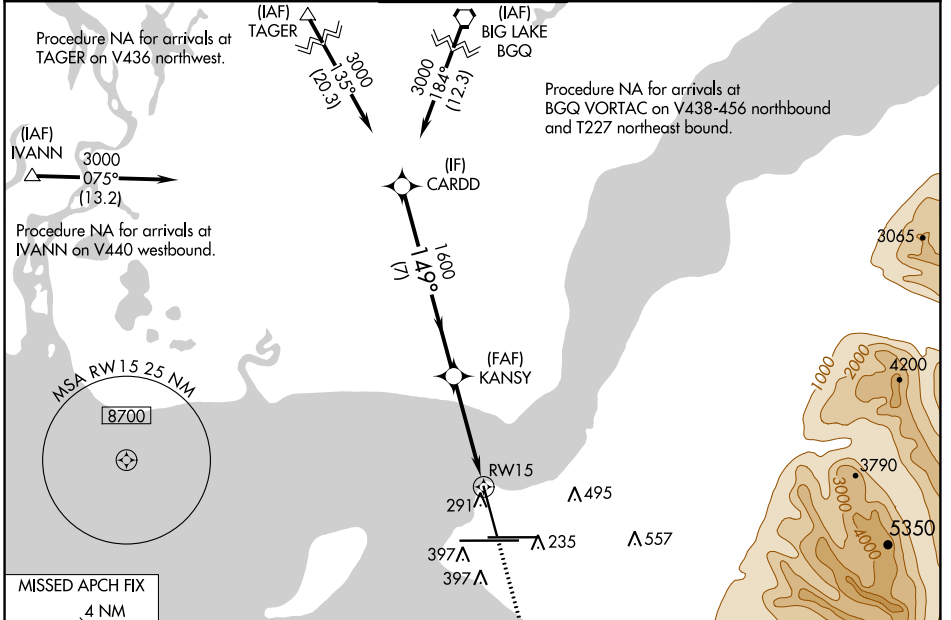 Procedure NA for arrivals at
TAGER on V436 northwest.
(IAF)
TAGER
3000
135°
(20.3)
(IAF)
BIG LAKE
BGQ
3000
184°
(12.3)
Procedure NA for arrivals at
BGQ VORTAC on V438-456 northbound
and T227 northeast bound.
(IAF)
IVANN
3000
075°
(13.2)
Procedure NA for arrivals at
IVANN on V440 westbound.
(IF)
CARDD
1600
149°
(7)
3065
(FAF)
KANSY
MSA RW15 25 NM
8700
1000
2000
4200
RW15
291
495
3790
3000
4000
5350
235
557
397
397
MISSED APCH FIX
4 NM